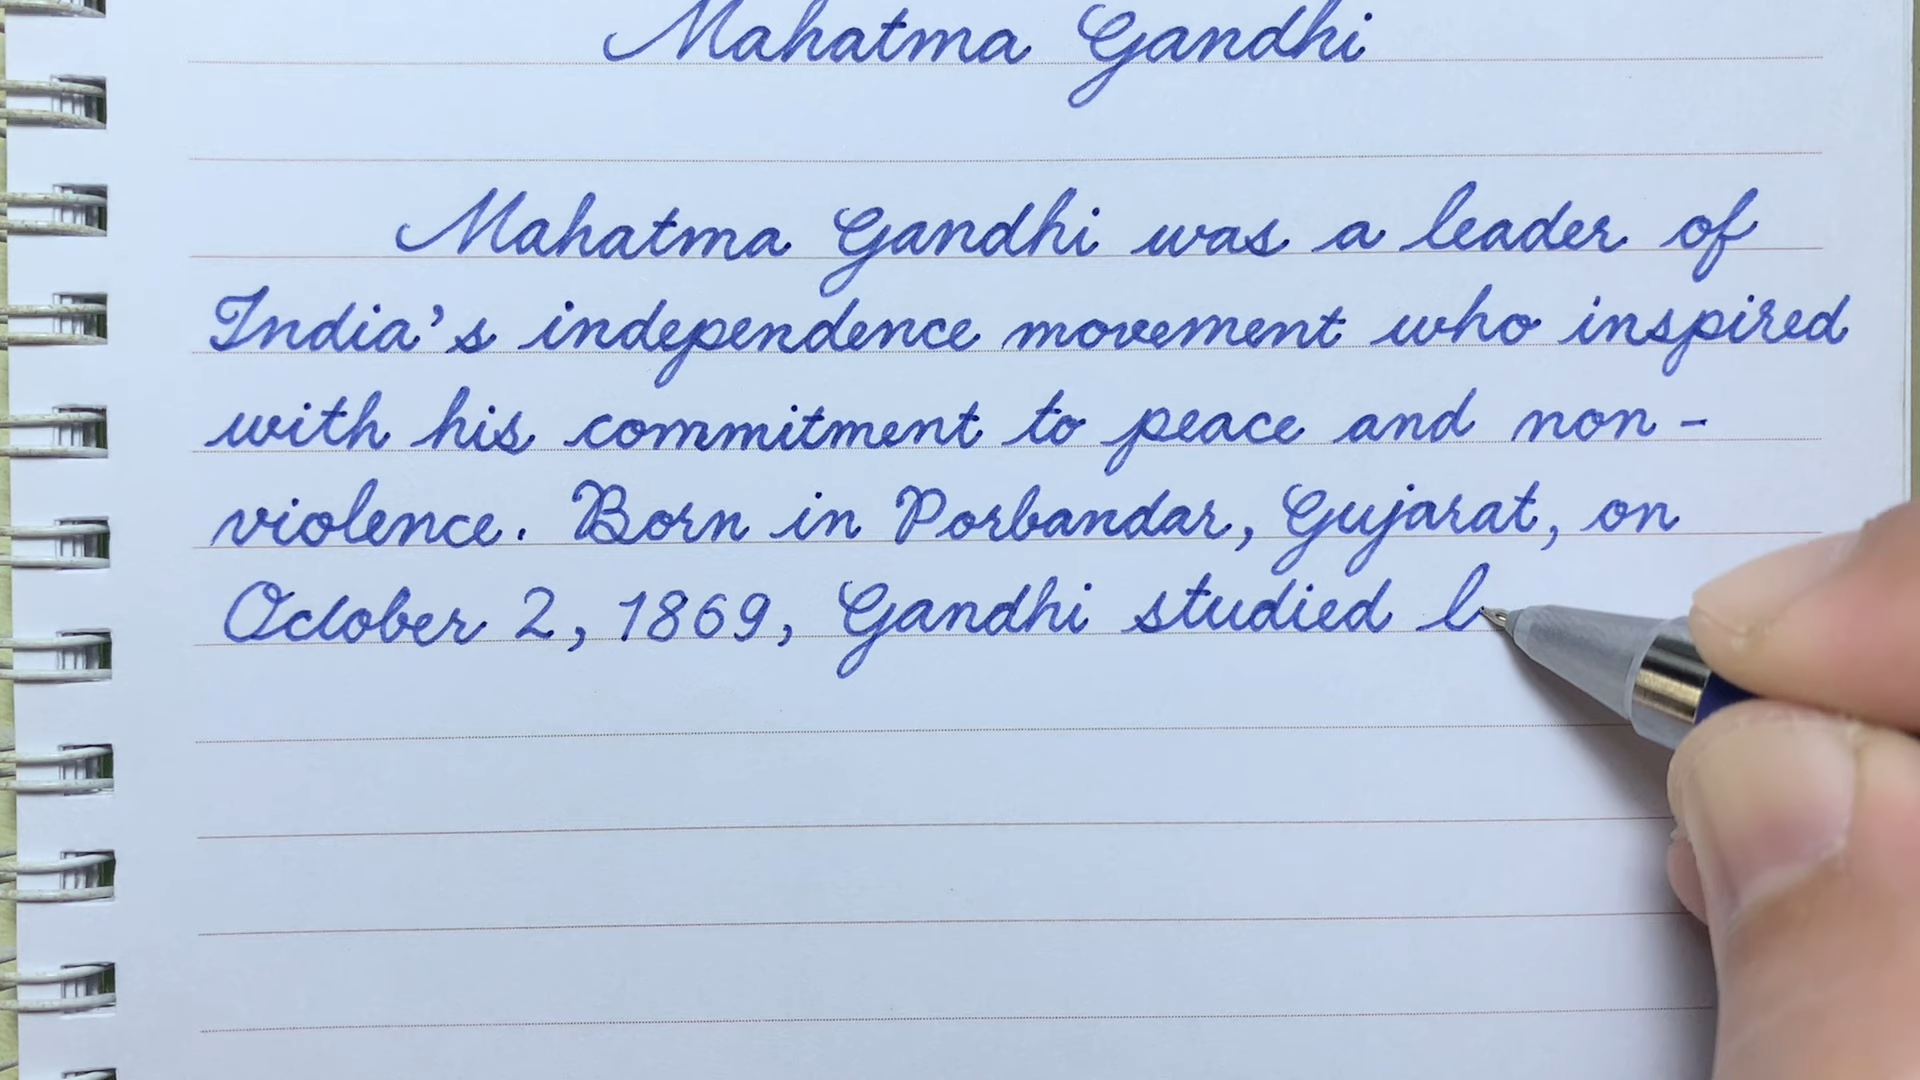 Mahatma Gandhi
Mahatma Gandhi was a leader of
India's independence movement who inspired
with his commitment to peace and non-
violence. Born in Porbandar, Gujarat, on
October 2, 1869, Gandhi studied l